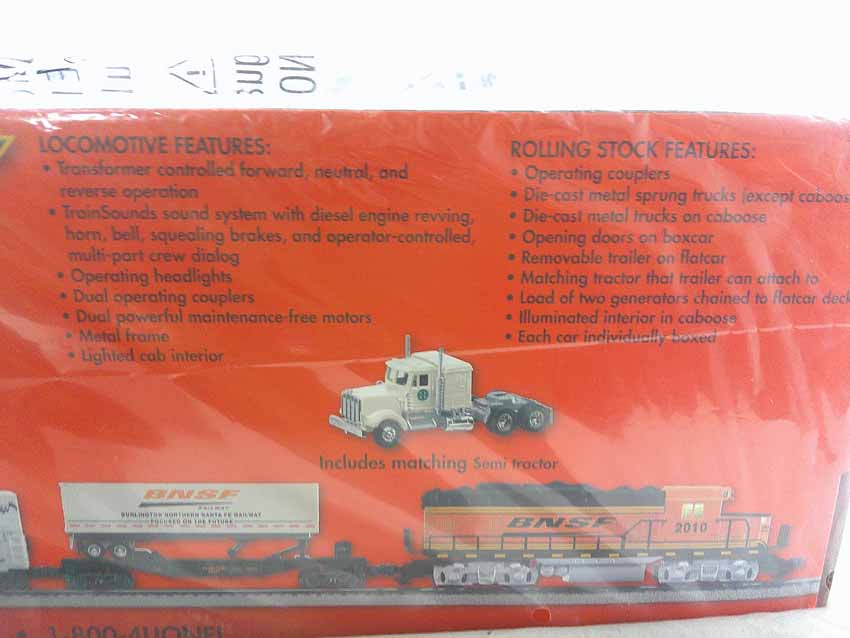 LOCOMOTIVE FEATURES:
• Transformer controlled forward, neutral, and
reverse operation
• TrainSounds sound system with diesel engine revving,
horn, bell, squealing brakes, and operator-controlled,
multi-part crew dialog
• Operating headlights
• Dual operating couplers
• Dual powerful maintenance-free motors
• Metal frame
• Lighted cab interior
ROLLING STOCK FEATURES:
• Operating couplers
• Die-cast metal sprung trucks (except caboos
• Die-cast metal trucks on caboose
• Opening doors on boxcar
• Removable trailer on flatcar
• Matching tractor that trailer can attach to
• Load of two generators chained to flatcar deck
• Illuminated interior in caboose
• Each car individually boxed
Includes matching Semi tractor
BNSF
RAILWAY
BURLINGTON NORTHERN SANTA FE RAILWAY
FOCUSED ON THE FUTURE
BNSF
2010
• 1-800-4LIONEL